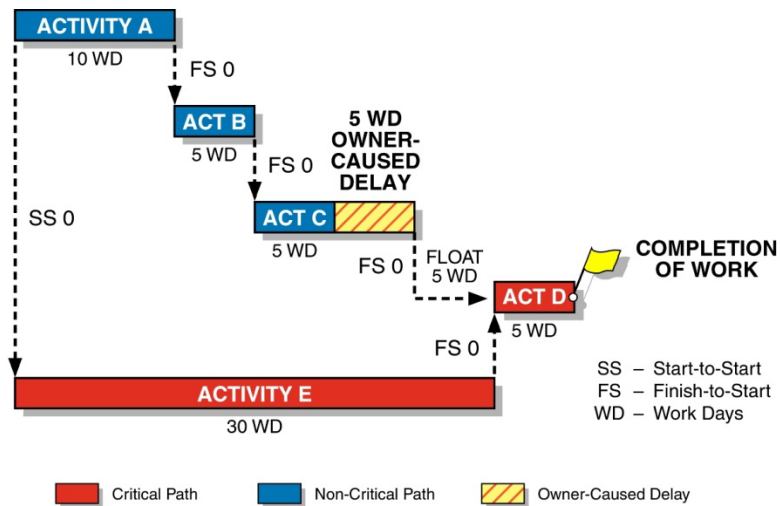 ACTIVITY A
10 WD
FS 0
ACT B
5 WD
FS 0
5 WD
OWNER-
CAUSED
DELAY
SS 0
ACT C
5 WD
FS 0
FLOAT
5 WD
ACT D
5 WD
COMPLETION
OF WORK
FS 0
ACTIVITY E
30 WD
SS – Start-to-Start
FS – Finish-to-Start
WD – Work Days
Critical Path
Non-Critical Path
Owner-Caused Delay